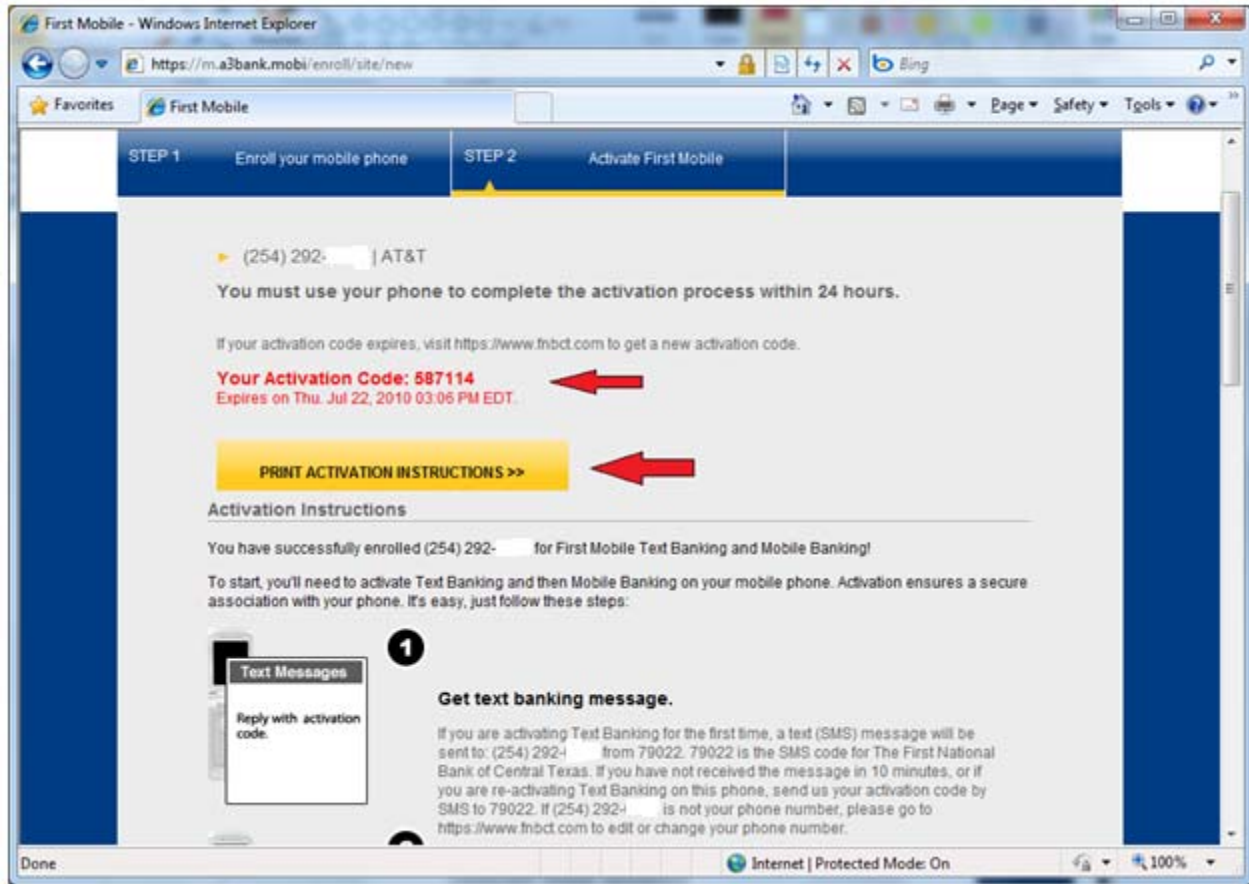 First Mobile - Windows Internet Explorer
https://m.a3bank.mobi/enroll/site/new
Bing
Favorites
First Mobile
Page
Safety
Tools
STEP 1 Enroll your mobile phone STEP 2 Activate First Mobile
(254) 292- | AT&T
You must use your phone to complete the activation process within 24 hours.
If your activation code expires, visit https://www.fnbct.com to get a new activation code.
Your Activation Code: 587114
Expires on Thu. Jul 22, 2010 03:06 PM EDT.
PRINT ACTIVATION INSTRUCTIONS >>
Activation Instructions
You have successfully enrolled (254) 292- for First Mobile Text Banking and Mobile Banking!
To start, you'll need to activate Text Banking and then Mobile Banking on your mobile phone. Activation ensures a secure
association with your phone. It's easy, just follow these steps:
1
Text Messages
Reply with activation
code.
Get text banking message.
If you are activating Text Banking for the first time, a text (SMS) message will be
sent to: (254) 292- from 79022. 79022 is the SMS code for The First National
Bank of Central Texas. If you have not received the message in 10 minutes, or if
you are re-activating Text Banking on this phone, send us your activation code by
SMS to 79022. If (254) 292- is not your phone number, please go to
https://www.fnbct.com to edit or change your phone number.
Done
Internet | Protected Mode: On
100%